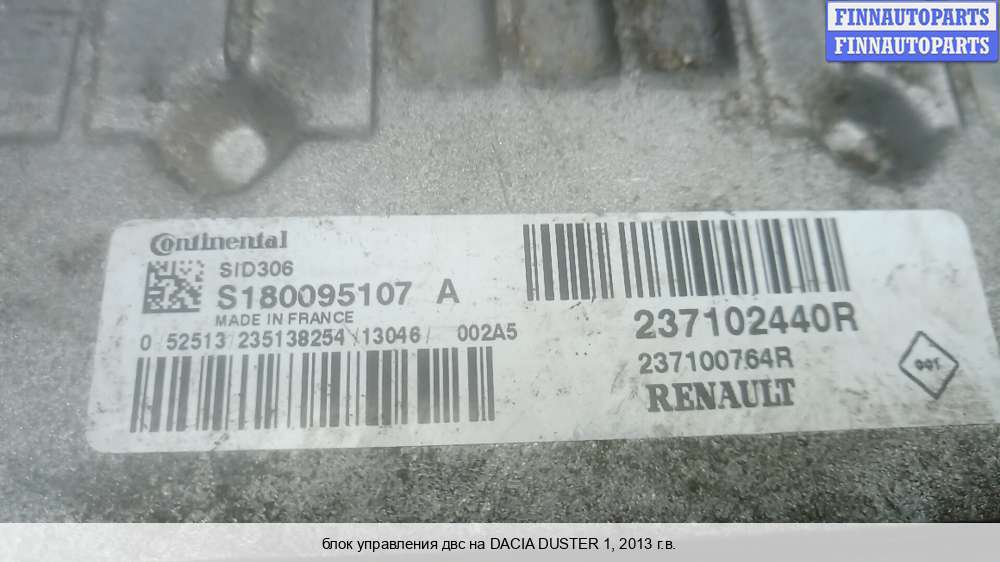 FINNAUTOPARTS
FINNAUTOPARTS
Continental
SID306
S180095107 A
MADE IN FRANCE
0 / 52513 / 235138254 \ 13046 / 002A5
237102440R
237100764R
RENAULT
001
блок управления двс на DACIA DUSTER 1, 2013 г.в.